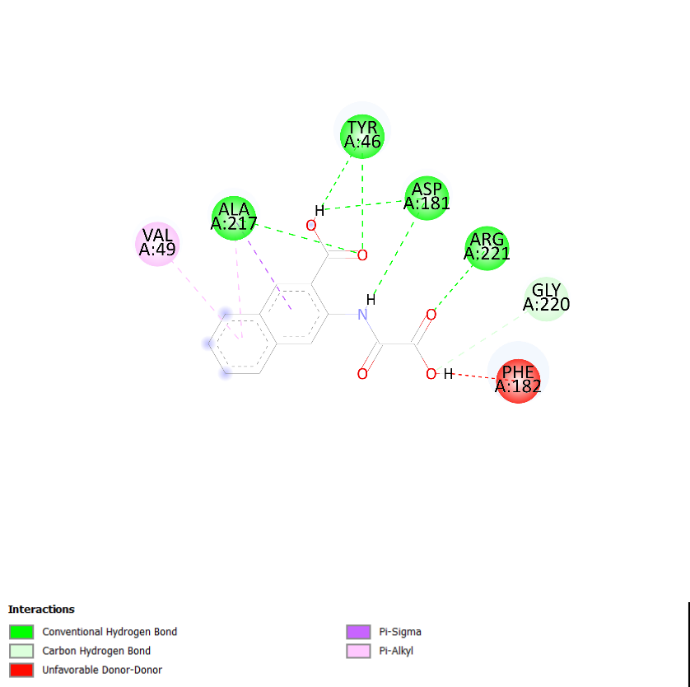 TYR
A:46
ASP
A:181
H
O
ALA
A:217
VAL
A:49
ARG
A:221
O
H
GLY
A:220
N
O
O
O
H
PHE
A:182
Interactions
Conventional Hydrogen Bond
Carbon Hydrogen Bond
Unfavorable Donor-Donor
Pi-Sigma
Pi-Alkyl